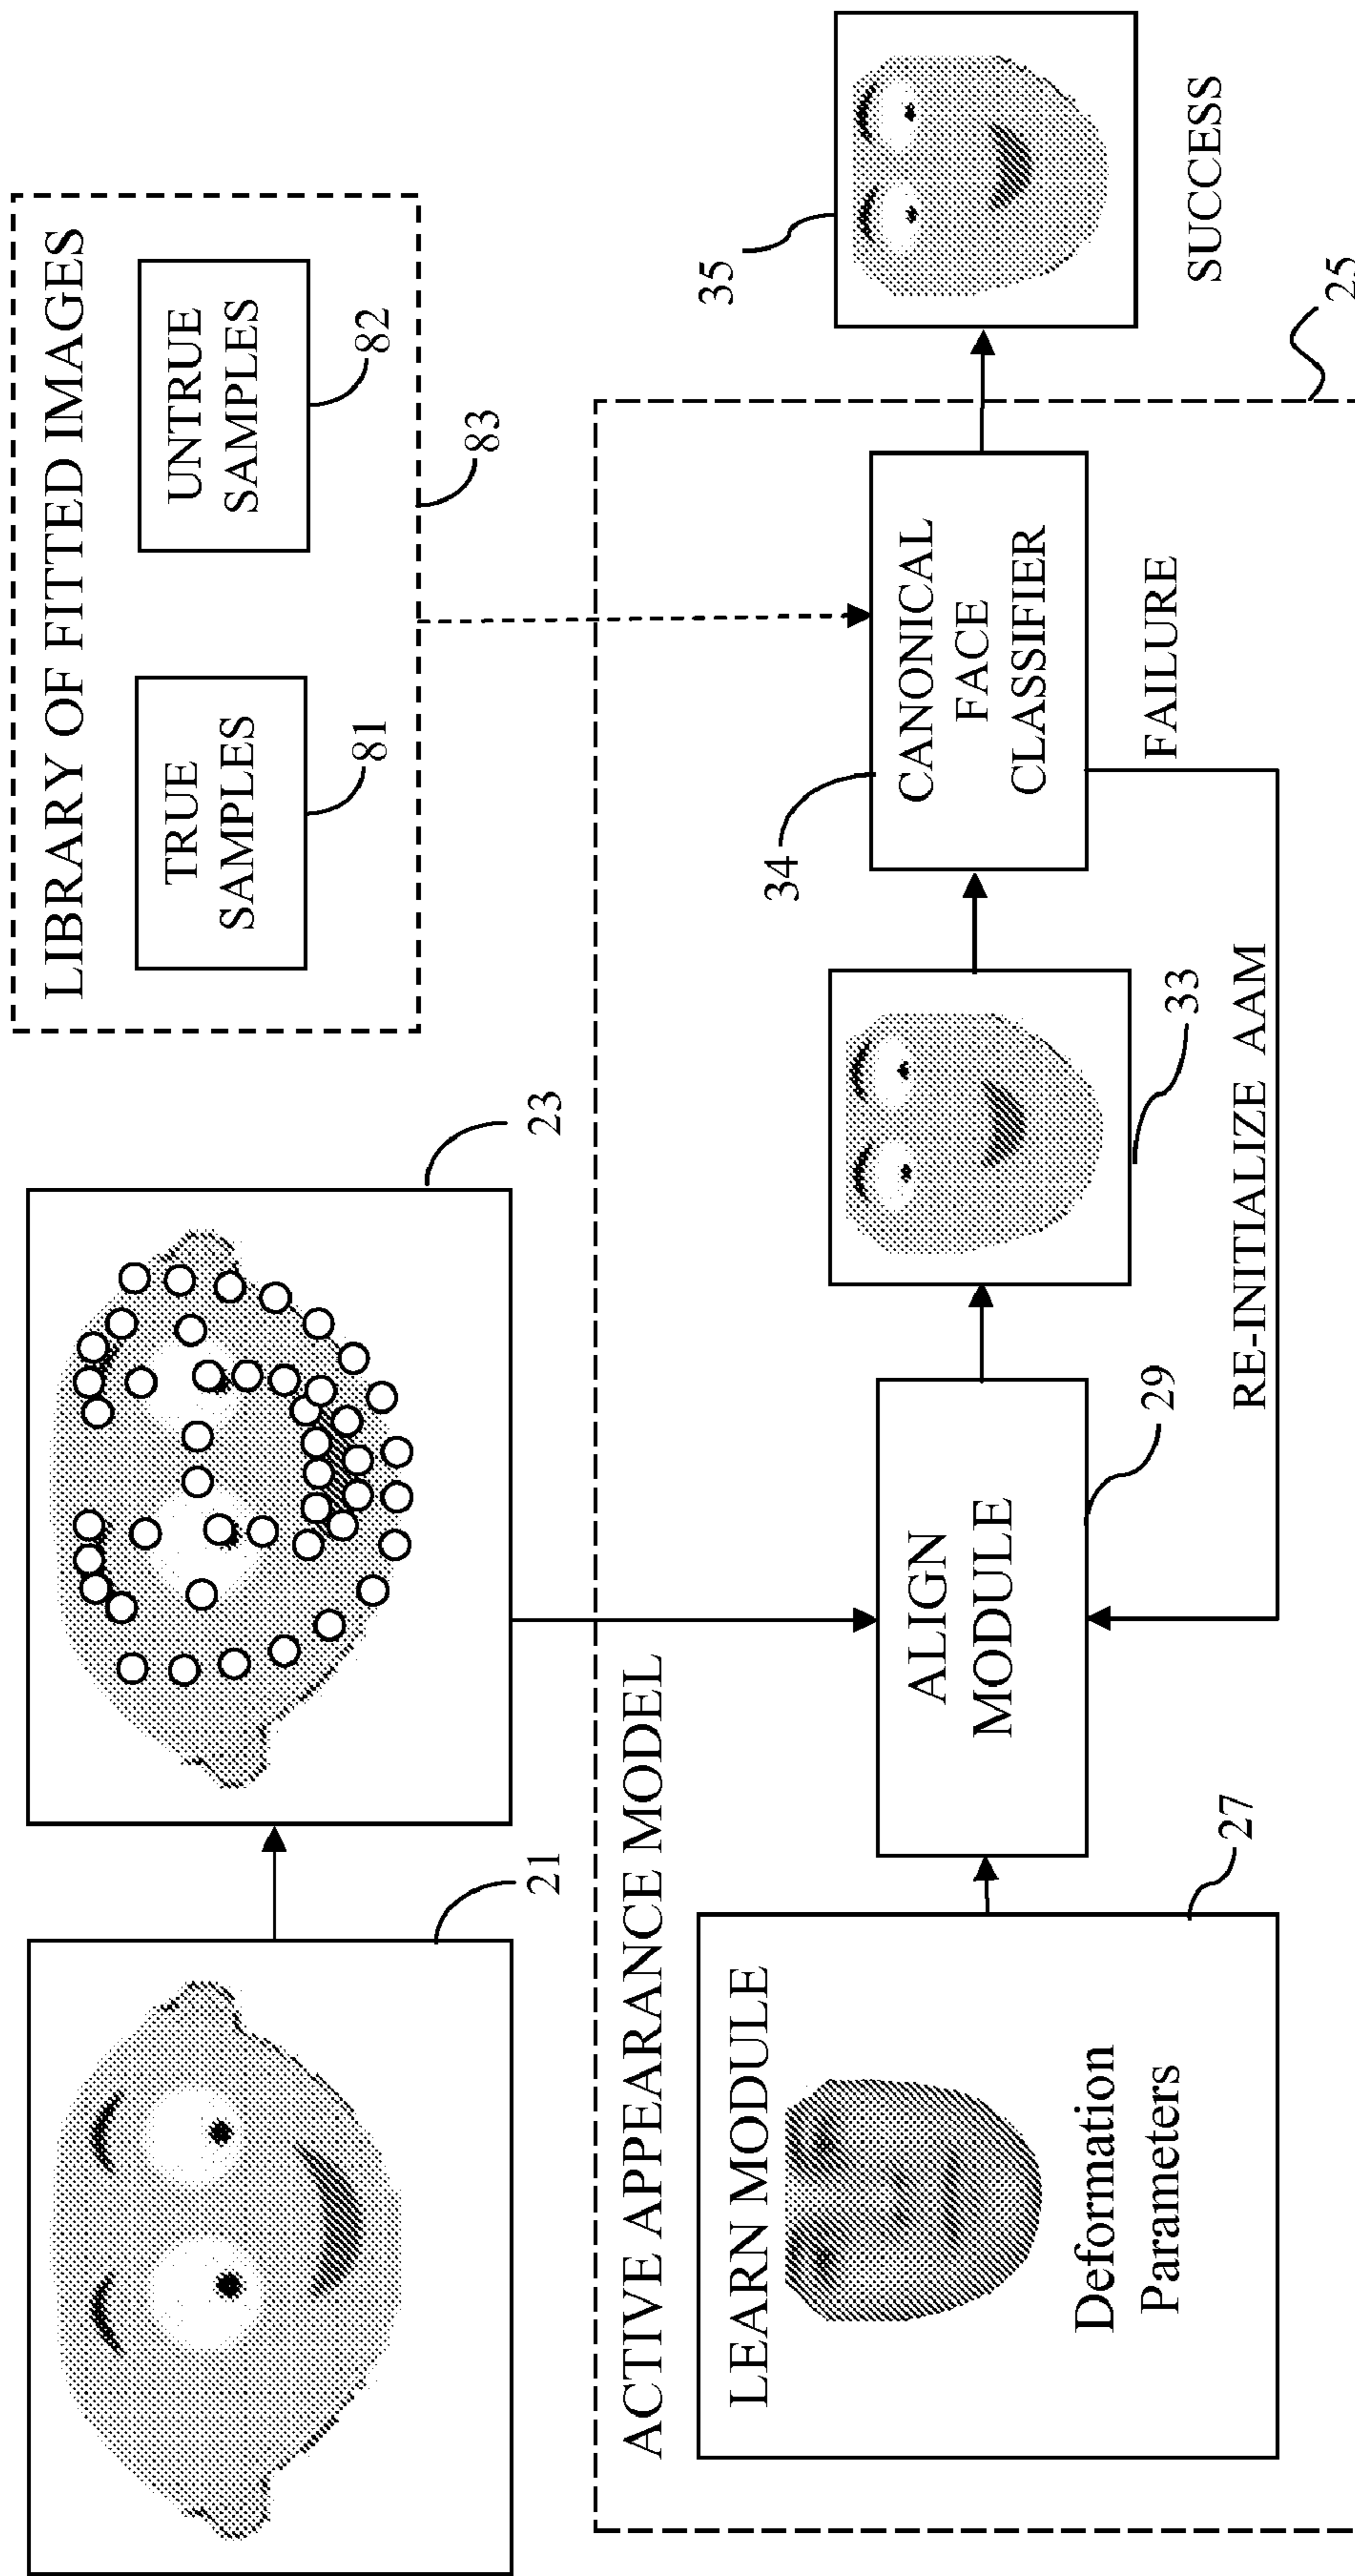 LIBRARY OF FITTED IMAGES
TRUE
SAMPLES
81
UNTRUE
SAMPLES
82
83
21
23
ACTIVE APPEARANCE MODEL
LEARN MODULE
Deformation
Parameters
27
ALIGN
MODULE
29
33
34
CANONICAL
FACE
CLASSIFIER
FAILURE
RE-INITIALIZE AAM
35
SUCCESS
25